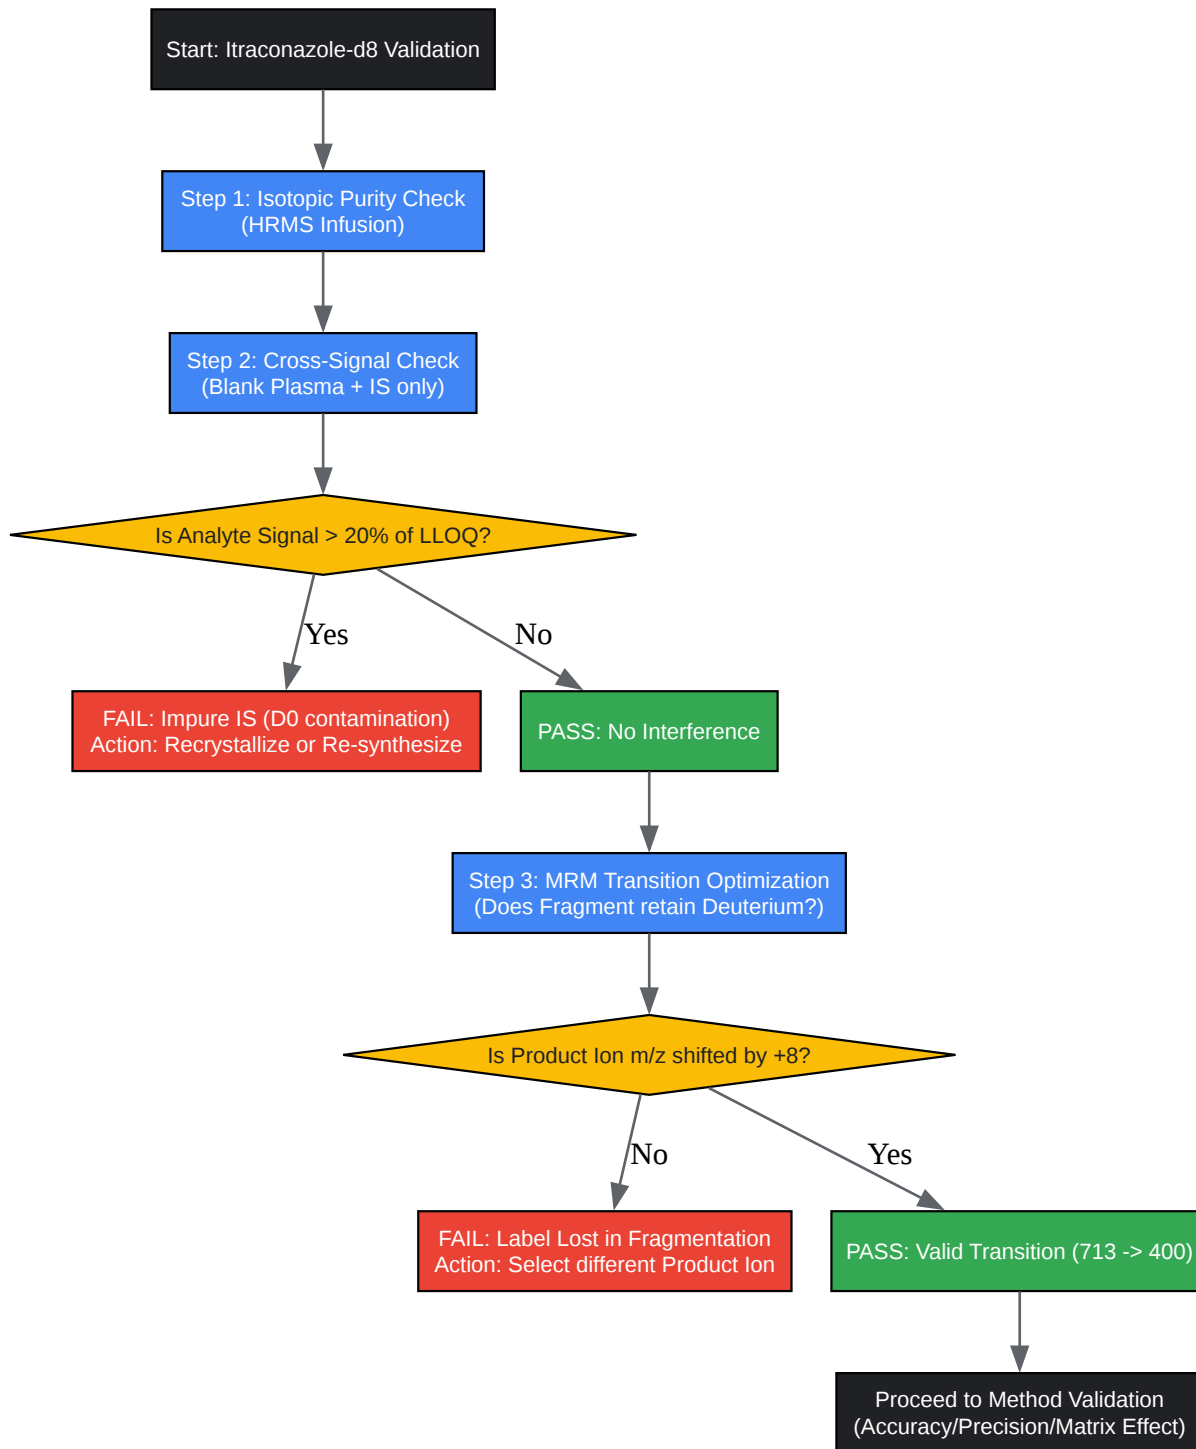 Start: Itraconazole-d8 Validation
Step 1: Isotopic Purity Check
(HRMS Infusion)
Step 2: Cross-Signal Check
(Blank Plasma + IS only)
Is Analyte Signal > 20% of LLOQ?
Yes
No
FAIL: Impure IS (D0 contamination)
Action: Recrystallize or Re-synthesize
PASS: No Interference
Step 3: MRM Transition Optimization
(Does Fragment retain Deuterium?)
Is Product Ion m/z shifted by +8?
No
Yes
FAIL: Label Lost in Fragmentation
Action: Select different Product Ion
PASS: Valid Transition (713 -> 400)
Proceed to Method Validation
(Accuracy/Precision/Matrix Effect)